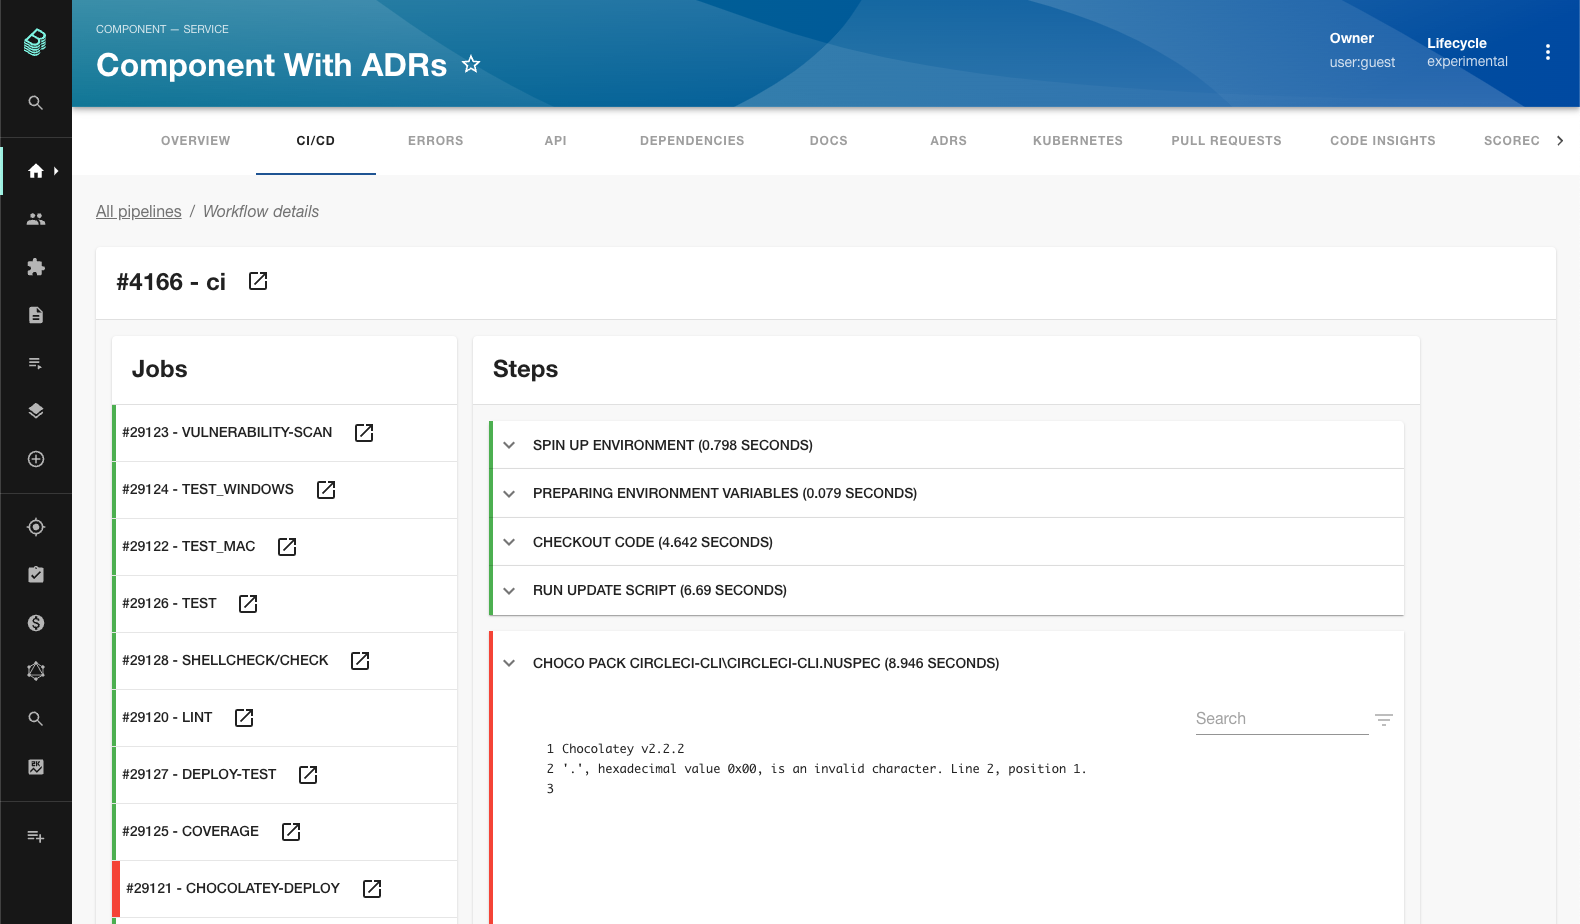 COMPONENT — SERVICE
Component With ADRs
Owner
user:guest
Lifecycle
experimental
OVERVIEW
CI/CD
ERRORS
API
DEPENDENCIES
DOCS
ADRS
KUBERNETES
PULL REQUESTS
CODE INSIGHTS
SCOREC
All pipelines / Workflow details
#4166 - ci
Jobs
#29123 - VULNERABILITY-SCAN
#29124 - TEST_WINDOWS
#29122 - TEST_MAC
#29126 - TEST
#29128 - SHELLCHECK/CHECK
#29120 - LINT
#29127 - DEPLOY-TEST
#29125 - COVERAGE
#29121 - CHOCOLATEY-DEPLOY
Steps
SPIN UP ENVIRONMENT (0.798 SECONDS)
PREPARING ENVIRONMENT VARIABLES (0.079 SECONDS)
CHECKOUT CODE (4.642 SECONDS)
RUN UPDATE SCRIPT (6.69 SECONDS)
CHOCO PACK CIRCLECI-CLI\CIRCLECI-CLI.NUSPEC (8.946 SECONDS)
Search
1 Chocolatey v2.2.2
2 '.', hexadecimal value 0x00, is an invalid character. Line 2, position 1.
3